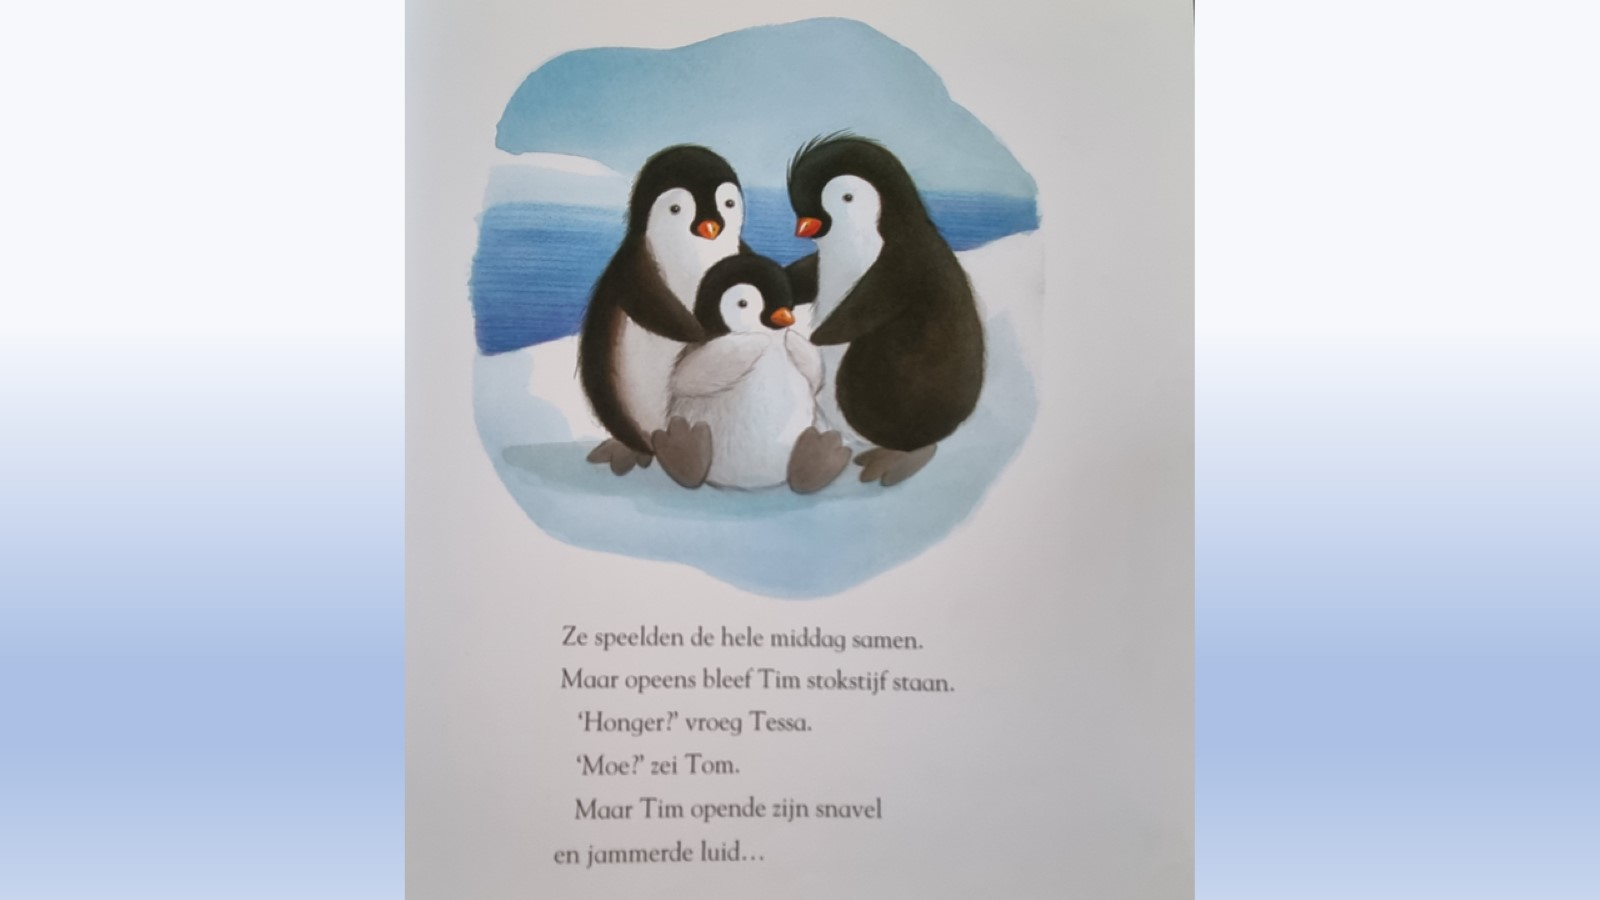 Ze speelden de hele middag samen.
Maar opeens bleef Tim stokstijf staan.
‘Honger?’ vroeg Tessa.
‘Moe?’ zei Tom.
Maar Tim opende zijn snavel
en jammerde luid…